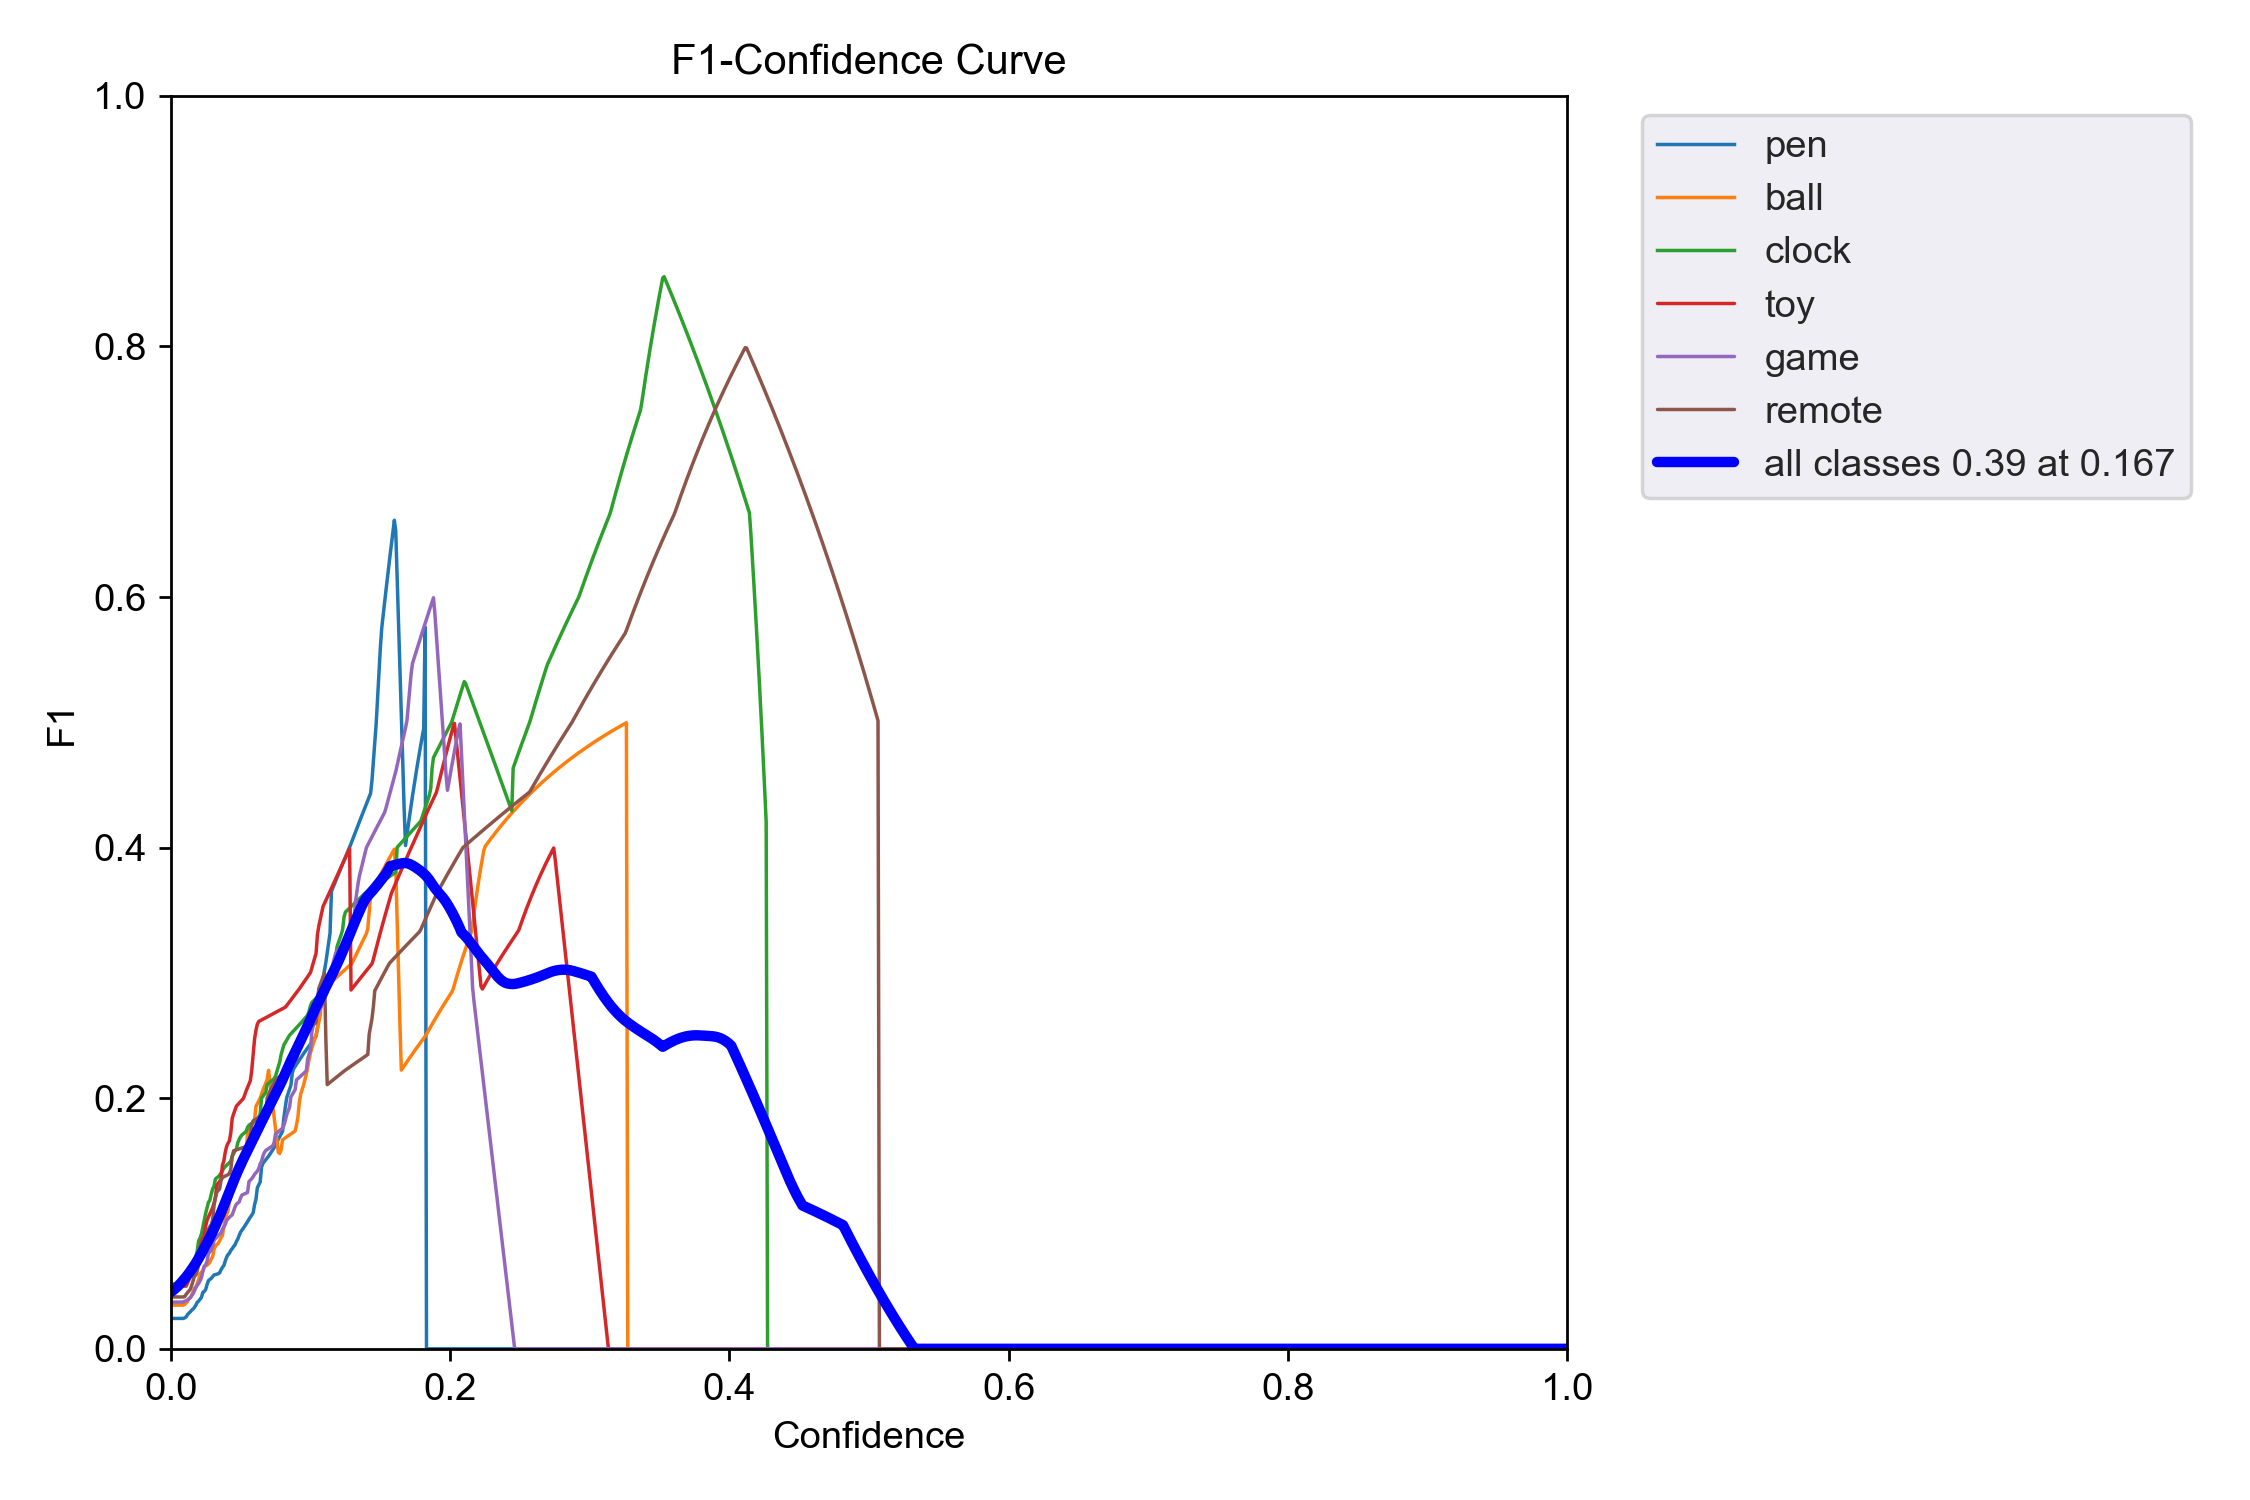 F1-Confidence Curve
1.0
0.8
0.6
0.4
0.2
0.0
F1
0.0 0.2 0.4 0.6 0.8 1.0
Confidence
pen
ball
clock
toy
game
remote
all classes 0.39 at 0.167